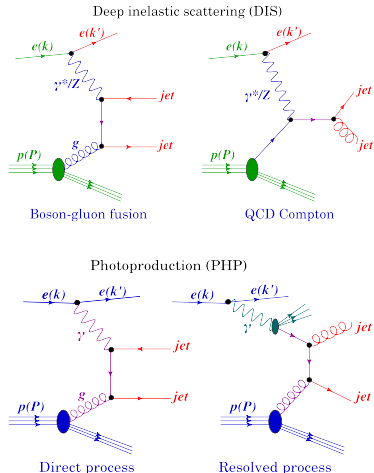 Deep inelastic scattering (DIS)
e(k) e(k')
γ*/Z
jet
g
jet
p(P)
Boson-gluon fusion
e(k) e(k')
γ*/Z
jet
jet
p(P)
QCD Compton
Photoproduction (PHP)
e(k) e(k')
γ
jet
g
jet
p(P)
Direct process
e(k) e(k')
γ
jet
jet
p(P)
Resolved process